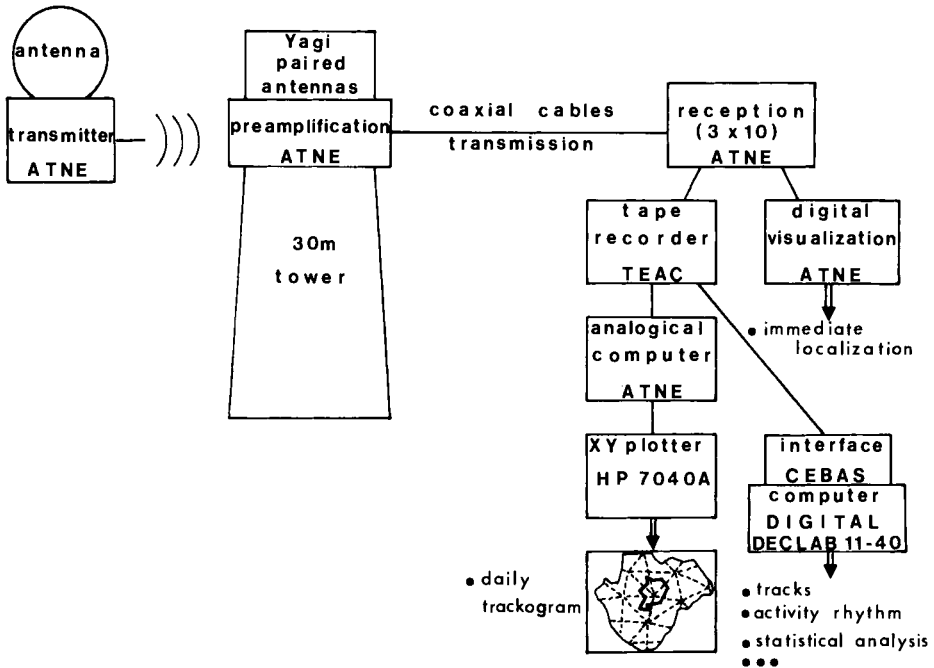 antenna
transmitter
ATNE
Yagi
paired
antennas
preamplification
ATNE
30m
tower
coaxial cables
transmission
reception
(3 x 10)
ATNE
tape
recorder
TEAC
digital
visualization
ATNE
• immediate
localization
analogical
computer
ATNE
XY plotter
HP 7040A
interface
CEBAS
computer
DIGITAL
DECLAB 11-40
• daily
trackogram
• tracks
• activity rhythm
• statistical analysis
• • •